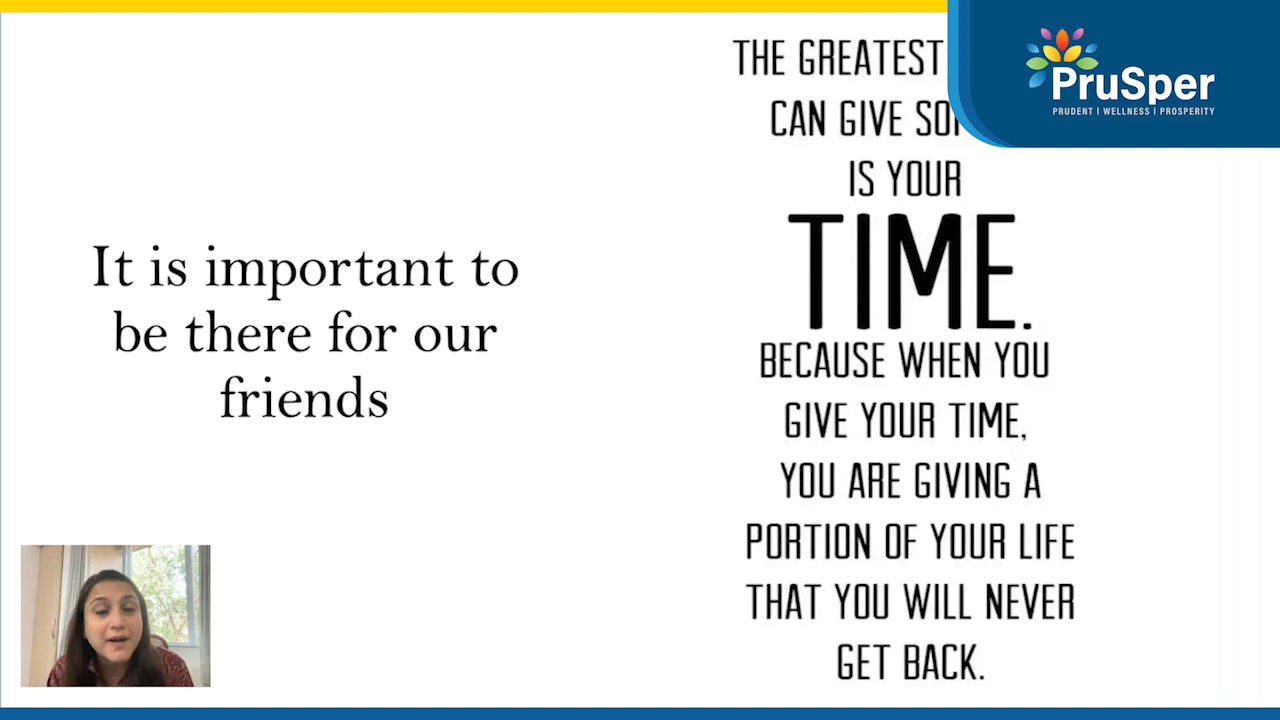 It is important to
be there for our
friends
THE GREATEST
CAN GIVE
IS YOUR
TIME.
BECAUSE WHEN YOU
GIVE YOUR TIME,
YOU ARE GIVING A
PORTION OF YOUR LIFE
THAT YOU WILL NEVER
GET BACK.
PruSper
PRUDENT | WELLNESS | PROSPERITY